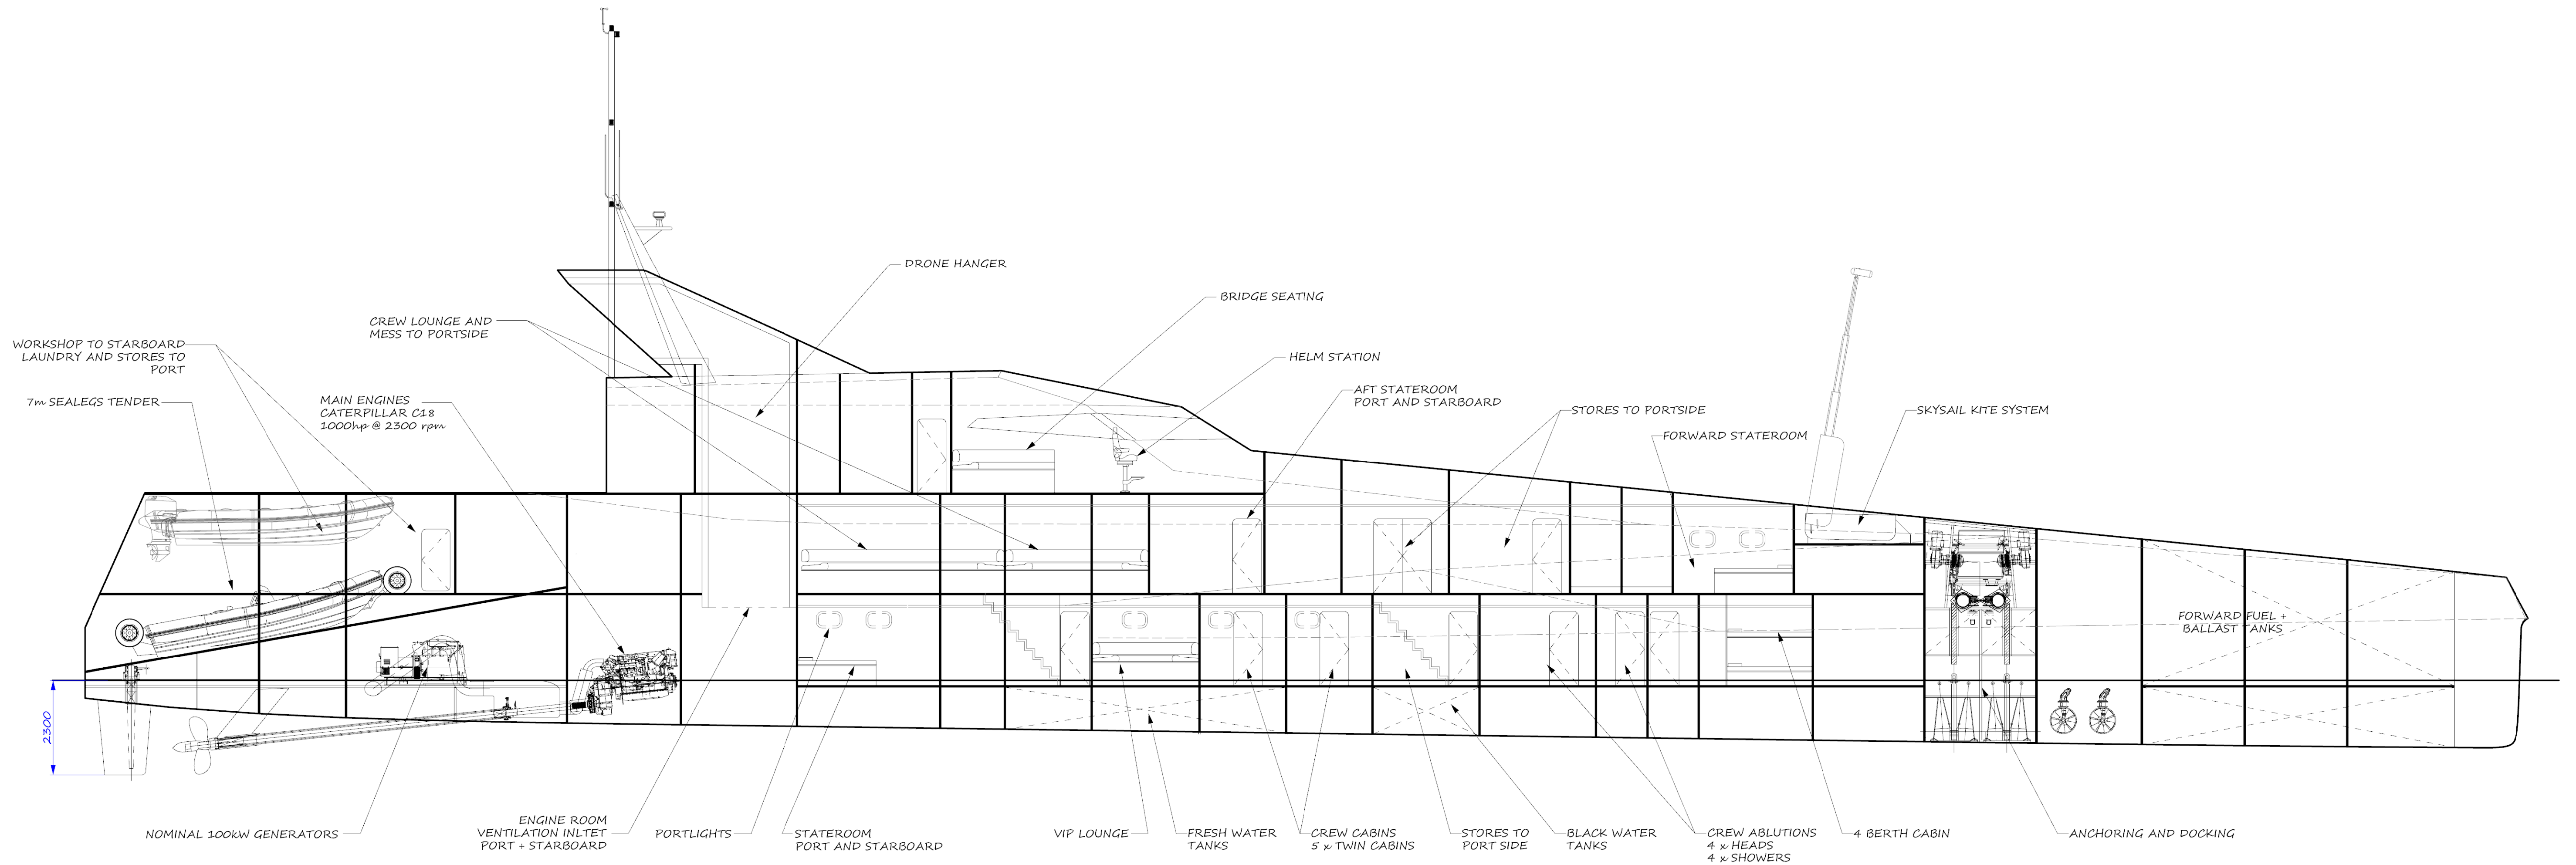 DRONE HANGER
BRIDGE SEATING
CREW LOUNGE AND
MESS TO PORTSIDE
WORKSHOP TO STARBOARD
LAUNDRY AND STORES TO
PORT
HELM STATION
AFT STATEROOM
PORT AND STARBOARD
7m SEALEGS TENDER
MAIN ENGINES
CATERPILLAR C18
1000hp @ 2300 rpm
STORES TO PORTSIDE
SKYSAIL KITE SYSTEM
FORWARD STATEROOM
FORWARD FUEL +
BALLAST TANKS
2300
NOMINAL 100kW GENERATORS
ENGINE ROOM
VENTILATION INLTET
PORT + STARBOARD
PORTLIGHTS
STATEROOM
PORT AND STARBOARD
VIP LOUNGE
FRESH WATER
TANKS
CREW CABINS
5 x TWIN CABINS
STORES TO
PORT SIDE
BLACK WATER
TANKS
CREW ABLUTIONS
4 x HEADS
4 x SHOWERS
4 BERTH CABIN
ANCHORING AND DOCKING